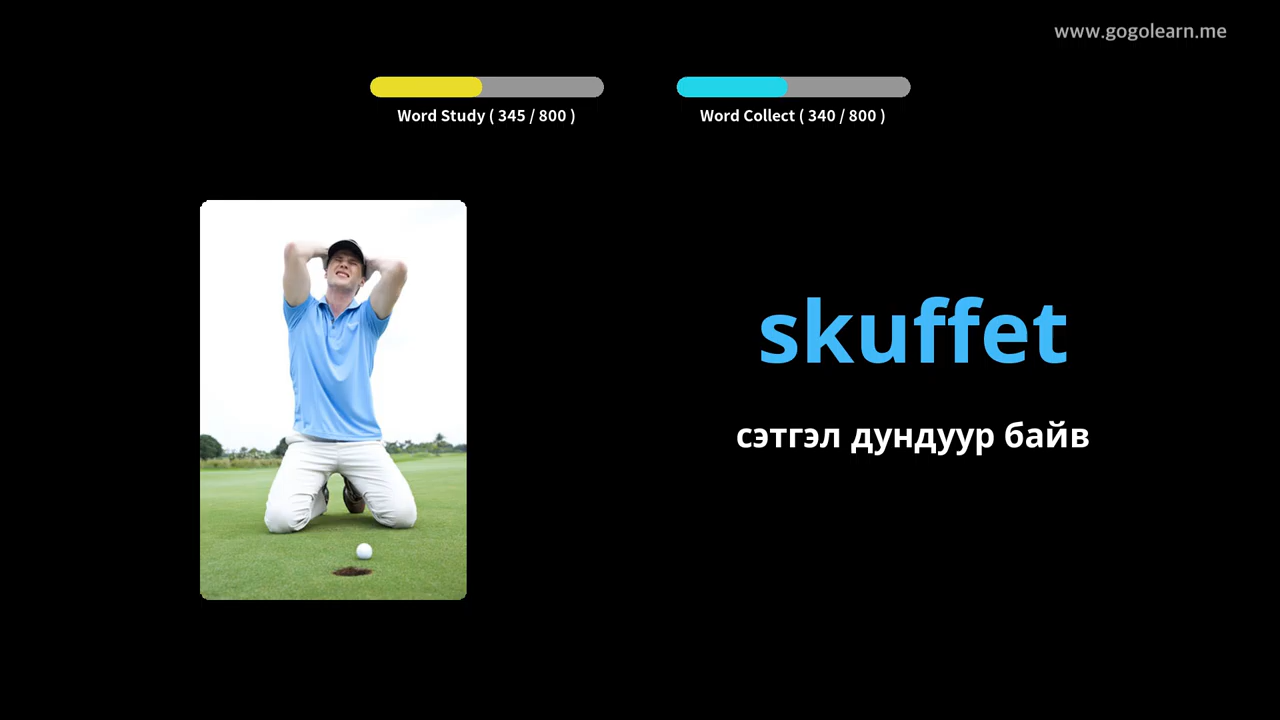 www.gogolearn.me
Word Study ( 345 / 800 )
Word Collect ( 340 / 800 )
skuffet
сэтгэл дундуур байв